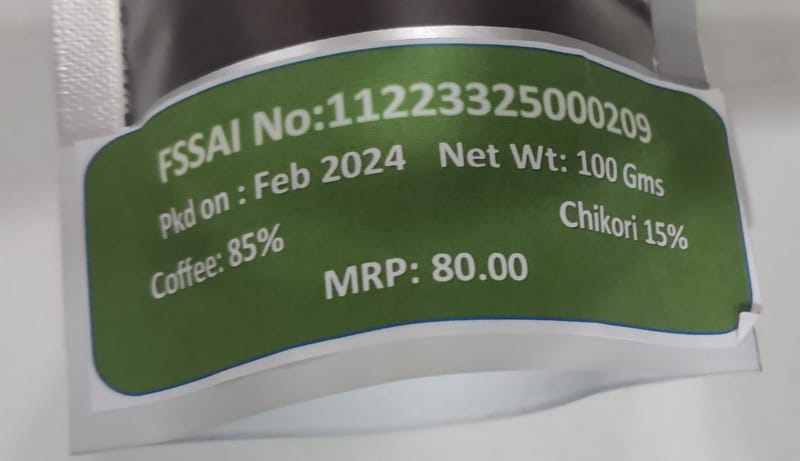 FSSAI No:11223325000209
Pkd on : Feb 2024 Net Wt: 100 Gms
Coffee: 85% Chikori 15%
MRP: 80.00